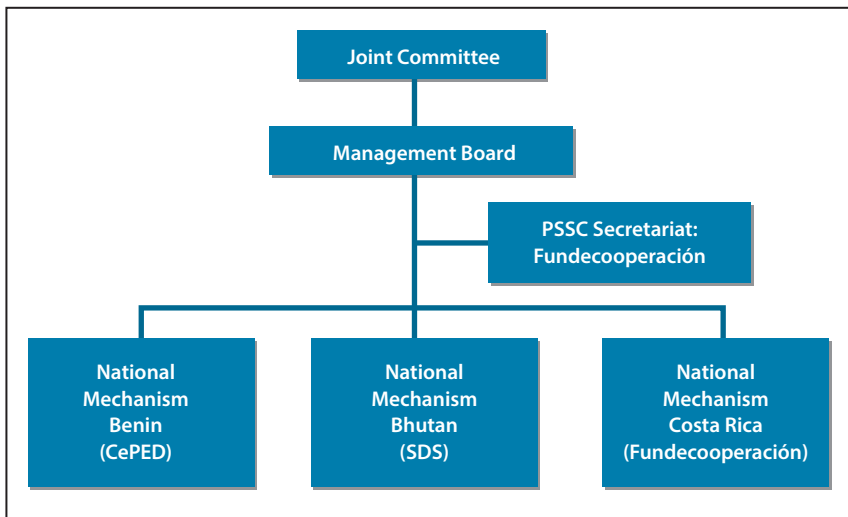 Joint Committee
Management Board
PSSC Secretariat:
Fundecooperación
National
Mechanism
Benin
(CePED)
National
Mechanism
Bhutan
(SDS)
National
Mechanism
Costa Rica
(Fundecooperación)